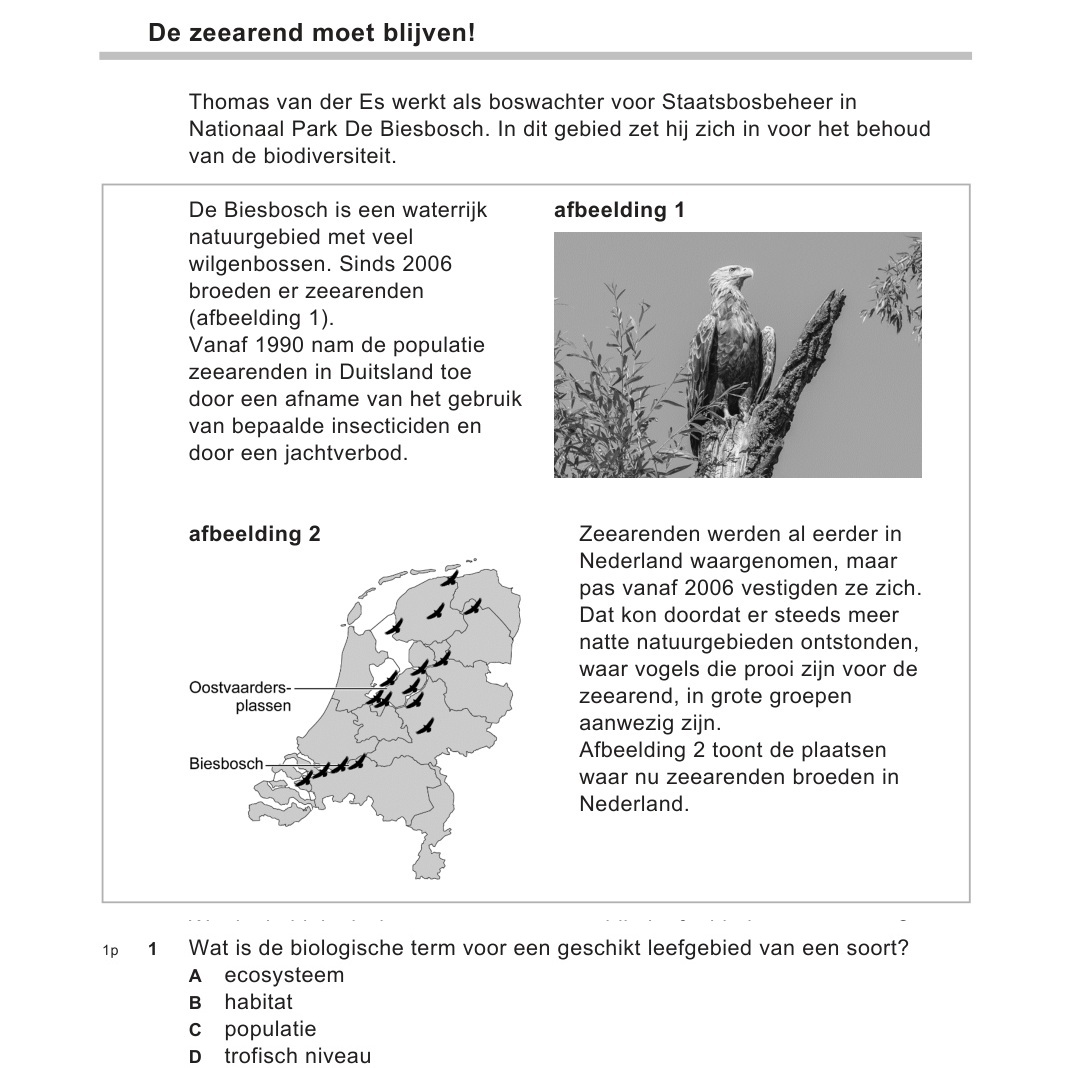 De zeearend moet blijven!
Thomas van der Es werkt als boswachter voor Staatsbosbeheer in
Nationaal Park De Biesbosch. In dit gebied zet hij zich in voor het behoud
van de biodiversiteit.
De Biesbosch is een waterrijk
natuurgebied met veel
wilgenbossen. Sinds 2006
broeden er zeearenden
(afbeelding 1).
Vanaf 1990 nam de populatie
zeearenden in Duitsland toe
door een afname van het gebruik
van bepaalde insecticiden en
door een jachtverbod.
afbeelding 1
afbeelding 2
Oostvaarders-
plassen
Biesbosch
Zeearenden werden al eerder in
Nederland waargenomen, maar
pas vanaf 2006 vestigden ze zich.
Dat kon doordat er steeds meer
natte natuurgebieden ontstonden,
waar vogels die prooi zijn voor de
zeearend, in grote groepen
aanwezig zijn.
Afbeelding 2 toont de plaatsen
waar nu zeearenden broeden in
Nederland.
1p 1 Wat is de biologische term voor een geschikt leefgebied van een soort?
A ecosysteem
B habitat
C populatie
D trofisch niveau